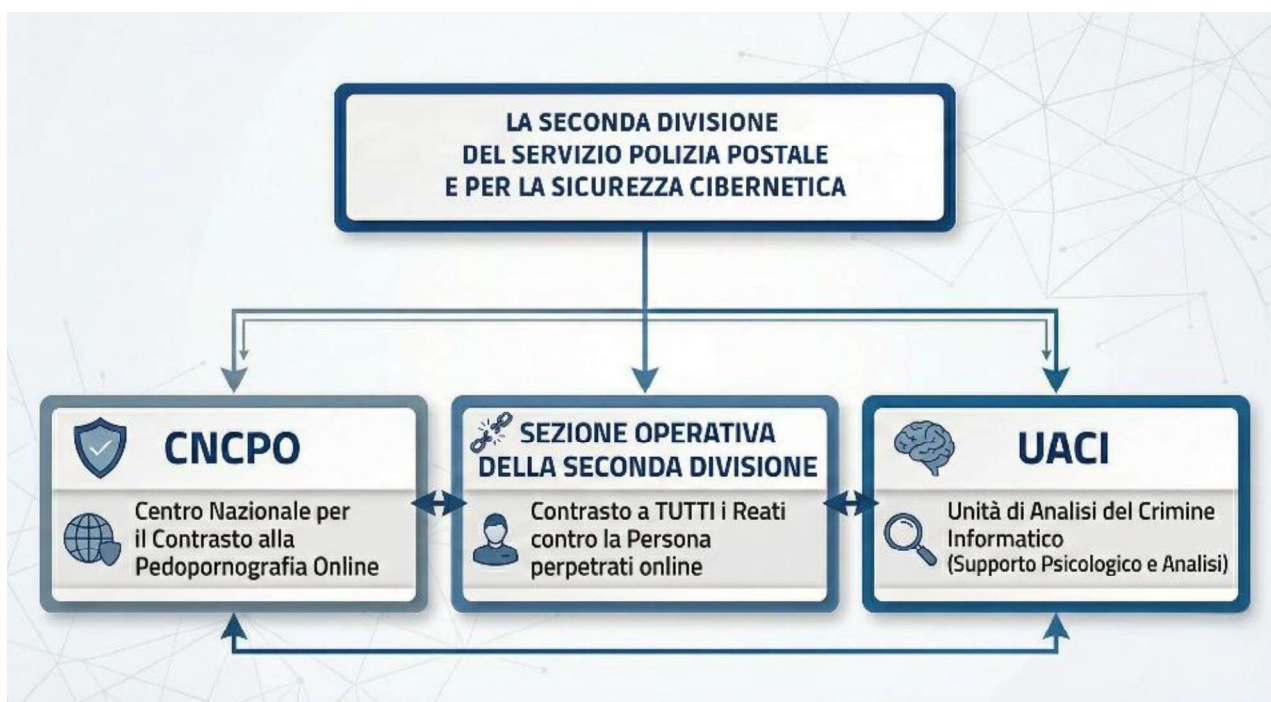 LA SECONDA DIVISIONE
DEL SERVIZIO POLIZIA POSTALE
E PER LA SICUREZZA CIBERNETICA
CNCPO
Centro Nazionale per
il Contrasto alla
Pedopornografia Online
SEZIONE OPERATIVA
DELLA SECONDA DIVISIONE
Contrasto a TUTTI i Reati
contro la Persona
perpetrati online
UACI
Unità di Analisi del Crimine
Informatico
(Supporto Psicologico e Analisi)